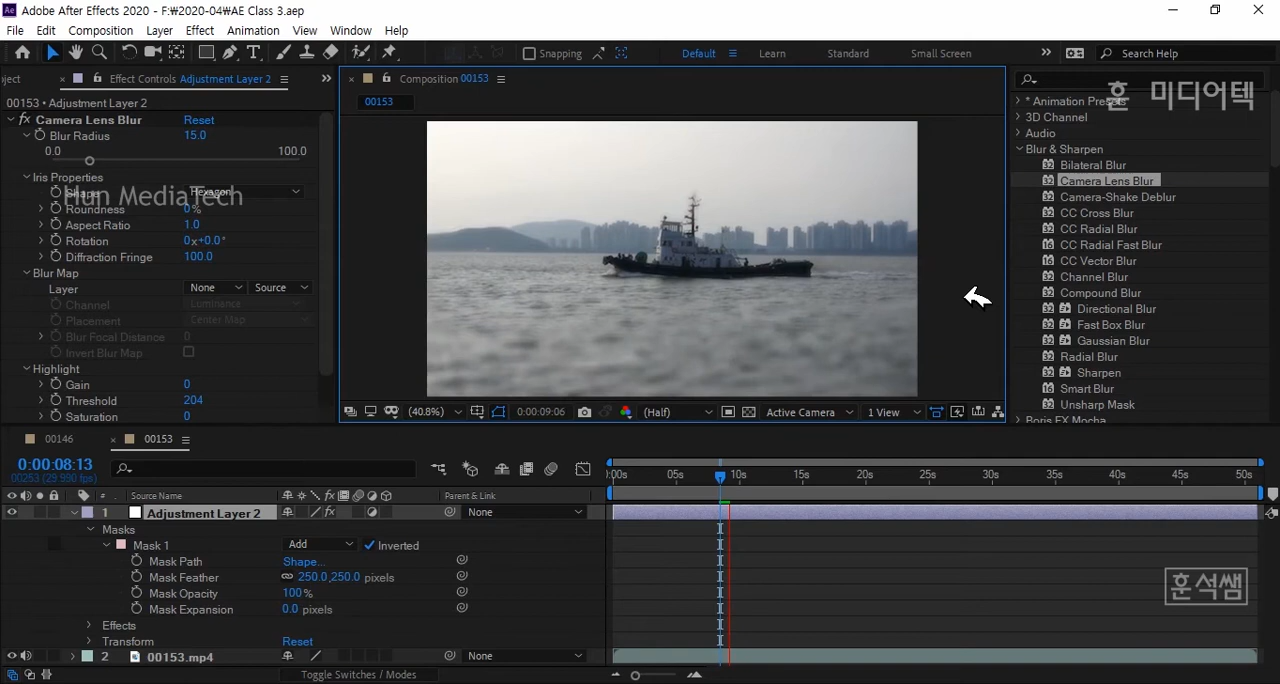 Adobe After Effects 2020 - F:₩2020-04₩AE Class 3.aep
File Edit Composition Layer Effect Animation View Window Help
Snapping Default Learn Standard Small Screen Search Help
ject Effect Controls Adjustment Layer 2
00153 • Adjustment Layer 2
fx Camera Lens Blur Reset
Blur Radius 15.0
0.0 100.0
Iris Properties
Shape Hexagon
Hun MediaTech
Roundness 0%
Aspect Ratio 1.0
Rotation 0x+0.0°
Diffraction Fringe 100.0
Blur Map
Layer None Source
Channel Luminance
Placement Center Map
Blur Focal Distance 0
Invert Blur Map
Highlight
Gain 0
Threshold 204
Saturation 0
Composition 00153
00153
(40.8%) 0:00:09:06 (Half) Active Camera 1 View
훈 미디어텍
* Animation Presets
3D Channel
Audio
Blur & Sharpen
Bilateral Blur
Camera Lens Blur
Camera-Shake Deblur
CC Cross Blur
CC Radial Blur
CC Radial Fast Blur
CC Vector Blur
Channel Blur
Compound Blur
Directional Blur
Fast Box Blur
Gaussian Blur
Radial Blur
Sharpen
Smart Blur
Unsharp Mask
Boris FX Mocha
00146 00153
0:00:08:13
00253 (29.990 fps)
# Source Name Parent & Link
:00s 05s 10s 15s 20s 25s 30s 35s 40s 45s 50s
1 Adjustment Layer 2 fx None
Masks
Mask 1 Add Inverted
Mask Path Shape...
Mask Feather 250.0,250.0 pixels
Mask Opacity 100%
Mask Expansion 0.0 pixels
Effects
Transform Reset
2 00153.mp4 None
Toggle Switches / Modes
훈석쌤